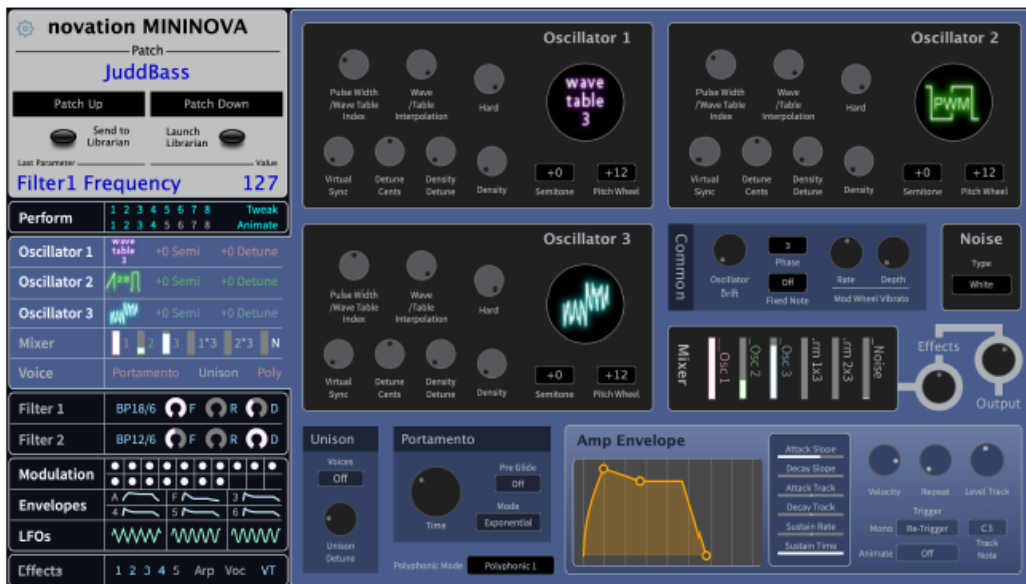 novation MININOVA
Patch
JuddBass
Patch Up
Patch Down
Send to
Librarian
Launch
Librarian
Last Parameter
Value
Filter1 Frequency
127
Perform
1 2 3 4 5 6 7 8
Tweak
1 2 3 4 5 6 7 8
Animate
Oscillator 1
wave
table
3
+0 Semi
+0 Detune
Oscillator 2
+0 Semi
+0 Detune
Oscillator 3
+0 Semi
+0 Detune
Mixer
1
2
3
1*3
2*3
N
Voice
Portamento
Unison
Poly
Filter 1
BP18/6
F
R
D
Filter 2
BP12/6
F
R
D
Modulation
Envelopes
A
F
3
4
5
6
LFOs
Effects
1 2 3 4 5
Arp
Voc
VT
Oscillator 1
Pulse Width
/Wave Table
Index
Wave
/Table
Interpolation
Hard
wave
table
3
Virtual
Sync
Detune
Cents
Density
Detune
Density
+0
Semitone
+12
Pitch Wheel
Oscillator 2
Pulse Width
/Wave Table
Index
Wave
/Table
Interpolation
Hard
PWM
Virtual
Sync
Detune
Cents
Density
Detune
Density
+0
Semitone
+12
Pitch Wheel
Oscillator 3
Pulse Width
/Wave Table
Index
Wave
/Table
Interpolation
Hard
Virtual
Sync
Detune
Cents
Density
Detune
Density
+0
Semitone
+12
Pitch Wheel
Common
Oscillator
Drift
3
Phase
Off
Fixed Note
Rate
Depth
Mod Wheel Vibrato
Noise
Type
White
Mixer
Osc 1
Osc 2
Osc 3
rm 1x3
rm 2x3
Noise
Effects
Output
Unison
Voices
Off
Unison
Detune
Portamento
Time
Pre Glide
Off
Mode
Exponential
Polyphonic Mode
Polyphonic 1
Amp Envelope
Attack Slope
Decay Slope
Attack Track
Decay Track
Sustain Rate
Sustain Time
Velocity
Repeat
Level Track
Trigger
Mono
Re-Trigger
C3
Track
Note
Animate
Off